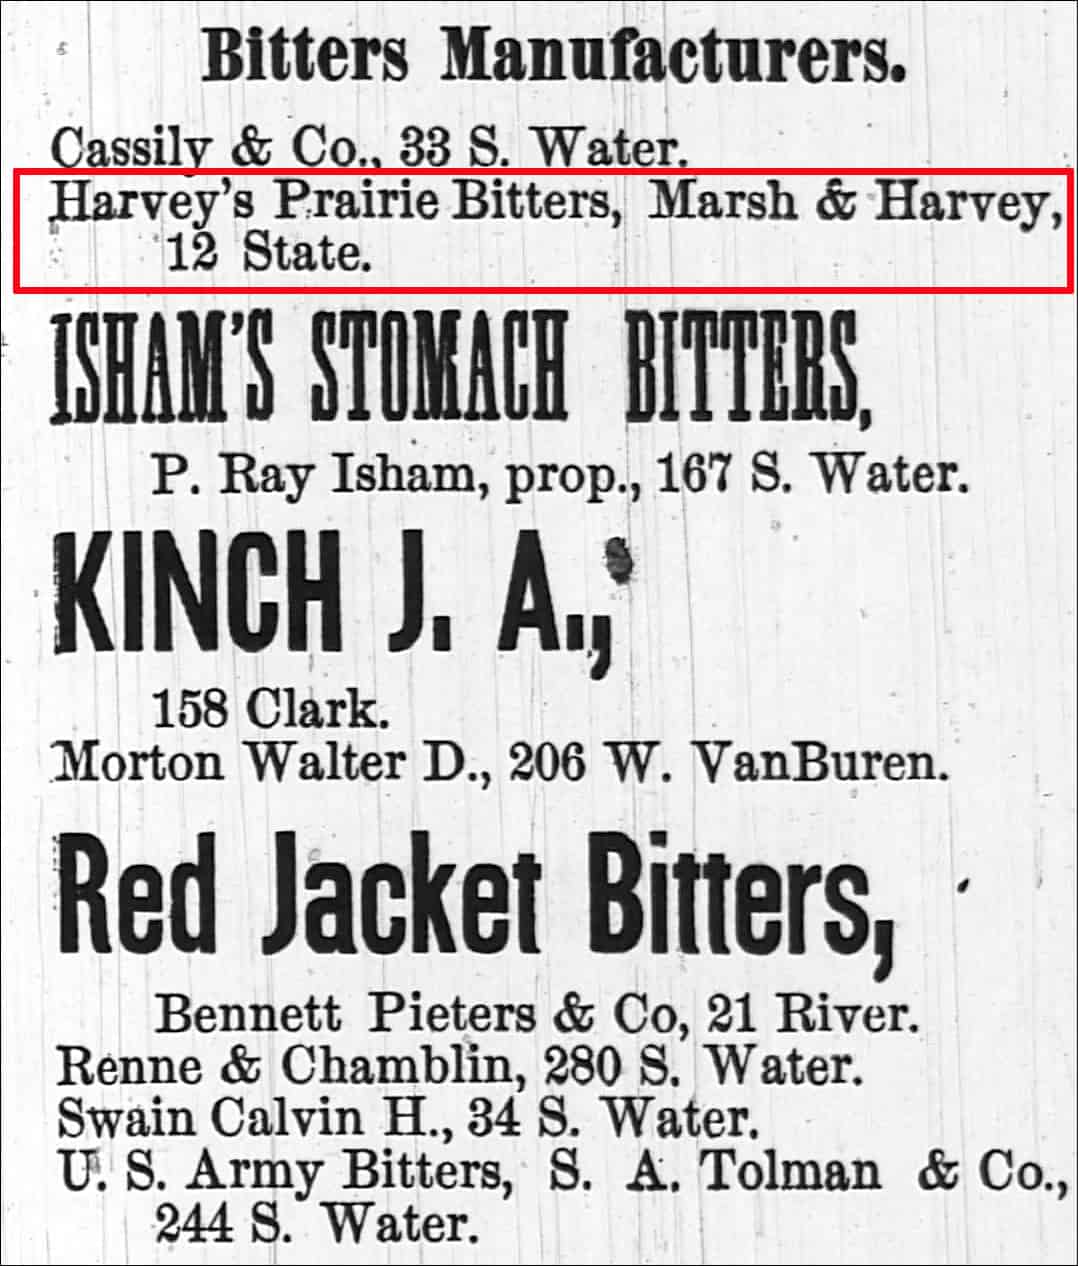 Bitters Manufacturers.
Cassily & Co., 33 S. Water.
Harvey's Prairie Bitters, Marsh & Harvey,
12 State.
ISHAM'S STOMACH BITTERS,
P. Ray Isham, prop., 167 S. Water.
KINCH J. A.,
158 Clark.
Morton Walter D., 206 W. VanBuren.
Red Jacket Bitters,
Bennett Pieters & Co, 21 River.
Renne & Chamblin, 280 S. Water.
Swain Calvin H., 34 S. Water.
U. S. Army Bitters, S. A. Tolman & Co.,
244 S. Water.